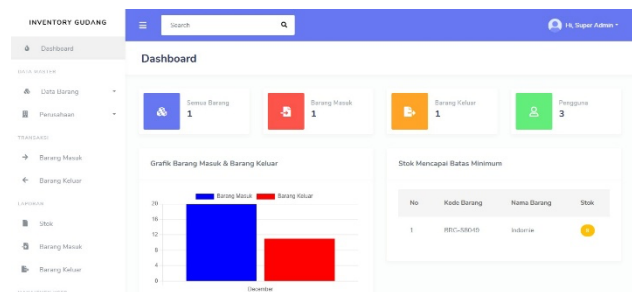 INVENTORY GUDANG
Search
Hi, Super Admin
Dashboard
Dashboard
DATA MASTER
Data Barang
Perusahaan
TRANSAKSI
Barang Masuk
Barang Keluar
LAPORAN
Stok
Barang Masuk
Barang Keluar
Semua Barang
1
Barang Masuk
1
Barang Keluar
1
Pengguna
3
Grafik Barang Masuk & Barang Keluar
Barang Masuk Barang Keluar
20
16
12
8
4
0
December
Stok Mencapai Batas Minimum
No Kode Barang Nama Barang Stok
1 Indomie